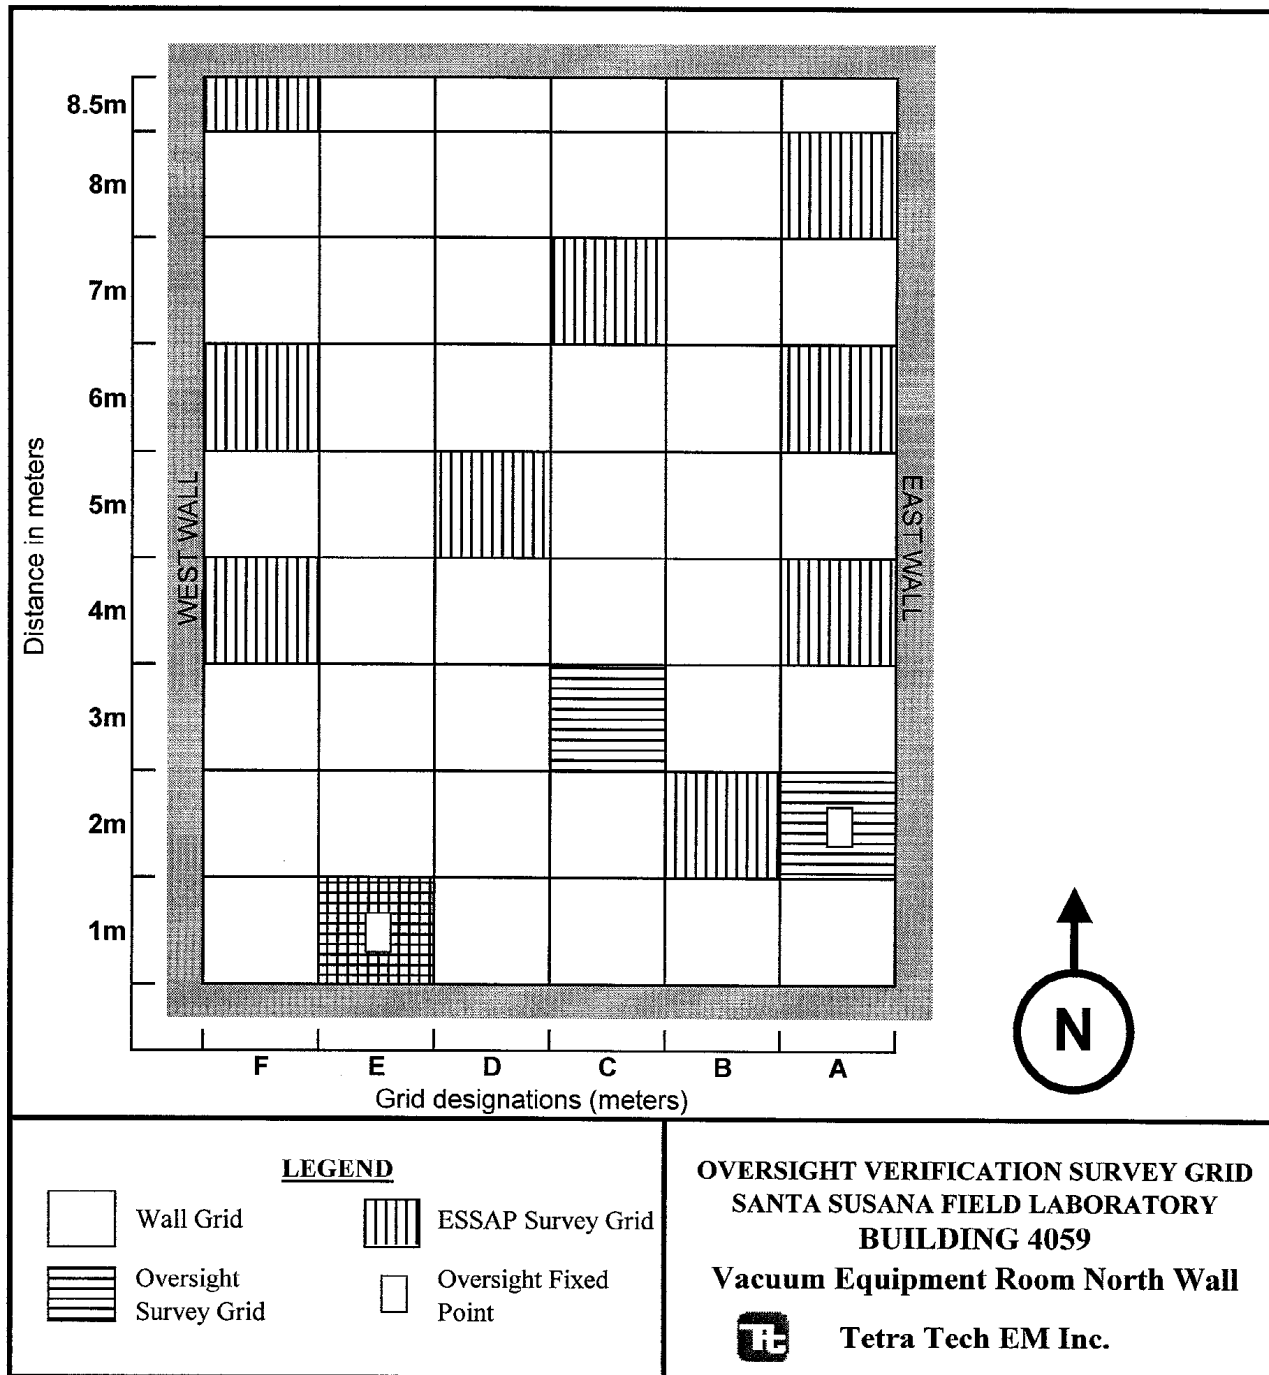 8.5m
8m
7m
6m
5m
4m
3m
2m
1m
Distance in meters
WEST WALL
EAST WALL
F E D C B A
Grid designations (meters)
N
LEGEND
Wall Grid
ESSAP Survey Grid
Oversight
Survey Grid
Oversight Fixed
Point
OVERSIGHT VERIFICATION SURVEY GRID
SANTA SUSANA FIELD LABORATORY
BUILDING 4059
Vacuum Equipment Room North Wall
Tt
Tetra Tech EM Inc.